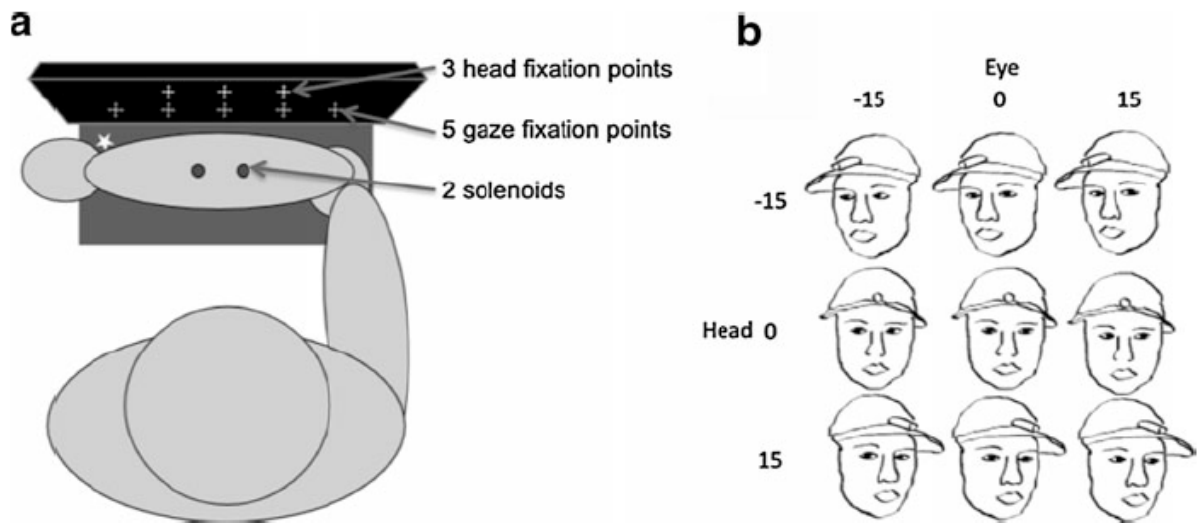 a
3 head fixation points
5 gaze fixation points
2 solenoids
b
Eye
-15 0 15
-15
Head 0
15